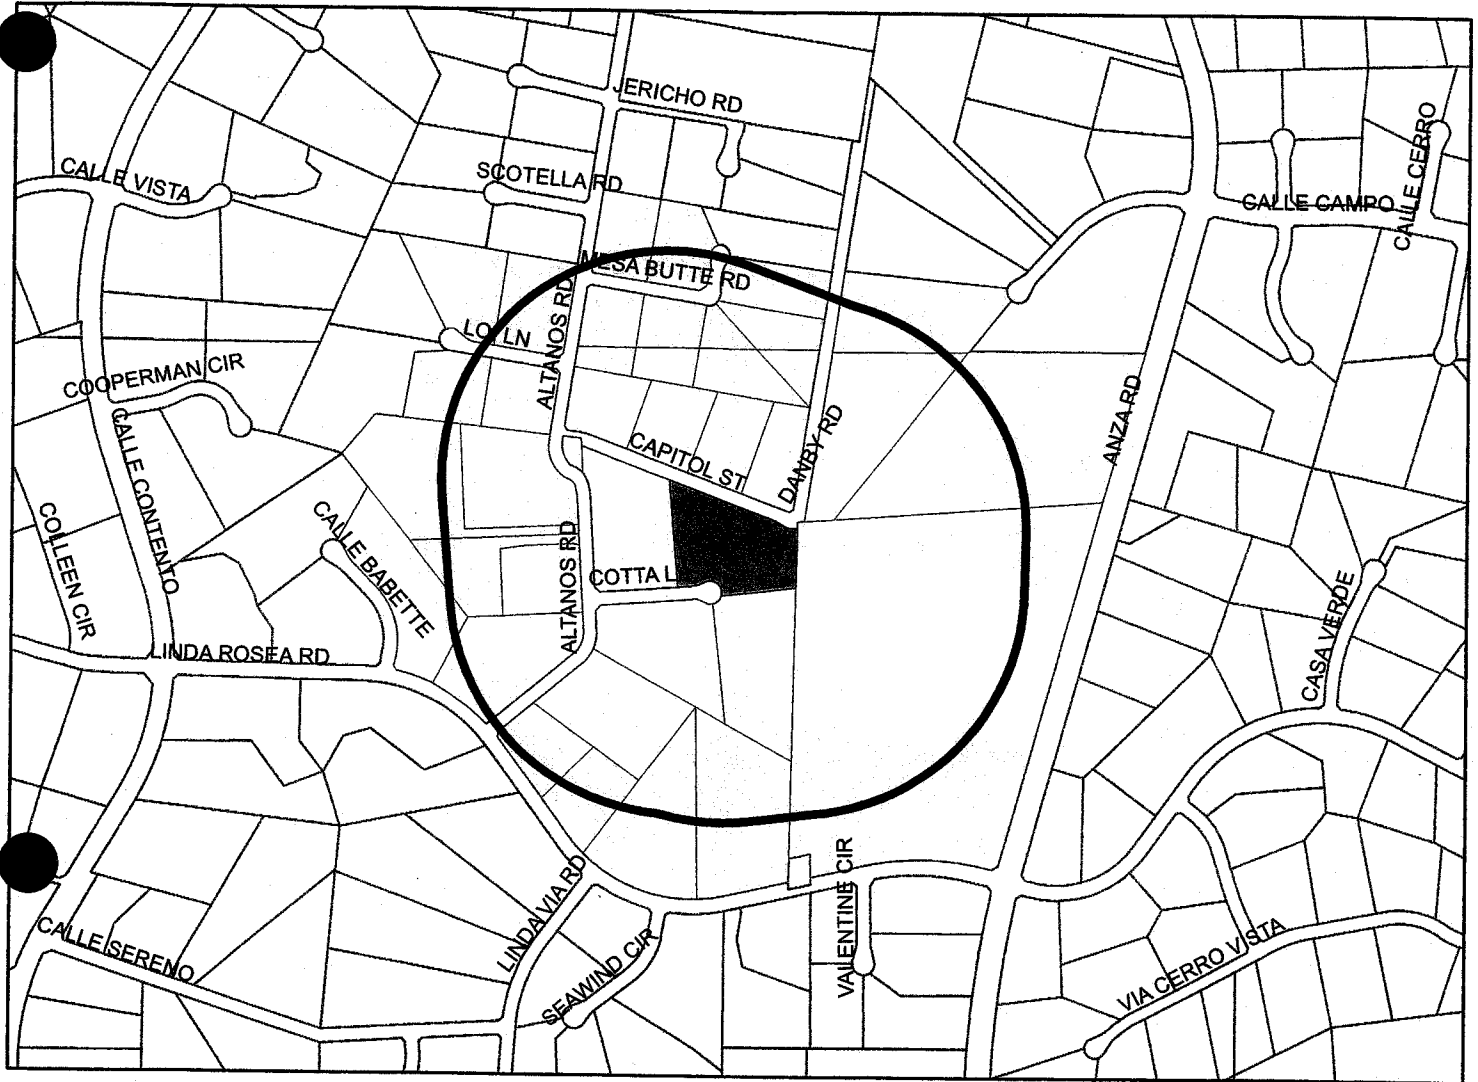 JERICHO RD
CALLE VISTA
SCOTELLA RD
CALLE CAMPO
CALLE CERRO
MESA BUTTE RD
ALTANOS RD
LN
COOPERMAN CIR
CALLE CONTENTO
CAPITOL ST
DANBY RD
ANZA RD
COLLEEN CIR
CALLE BABETTE
ALTANOS RD
COTTA L
CASA VERDE
LINDA ROSEA RD
LINDA VIA RD
VALENTINE CIR
CALLE SERENO
SEAWIND CIR
VIA CERRO VISTA